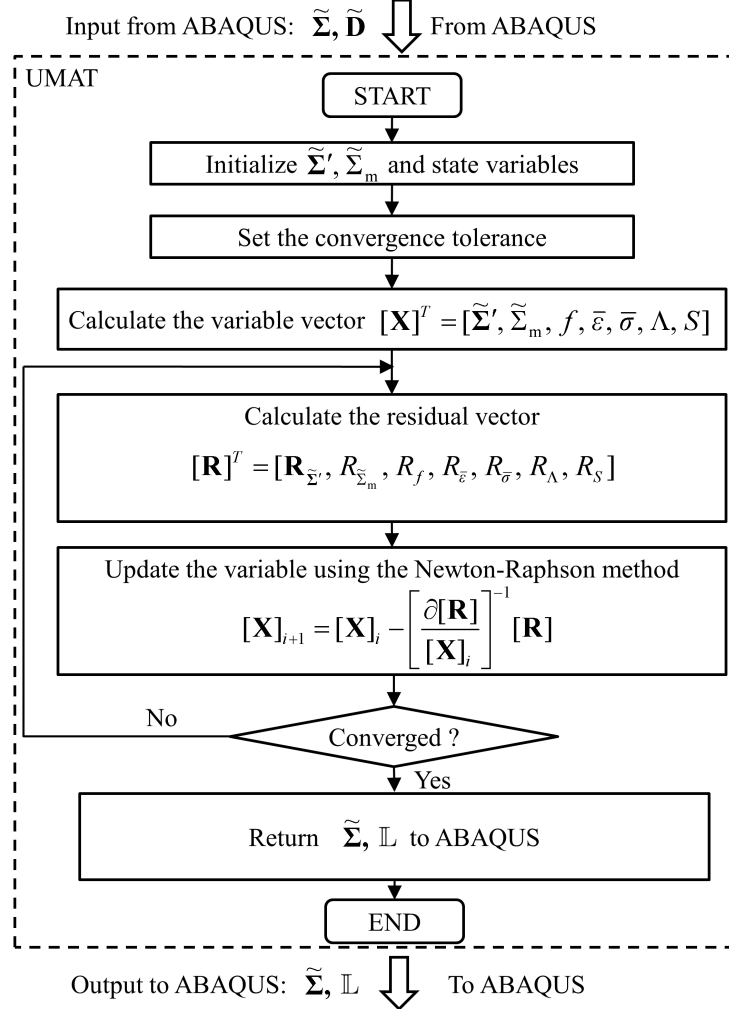 Input from ABAQUS: Σ̃, D̃ From ABAQUS
UMAT
START
Initialize Σ̃′, Σ̃ₘ and state variables
Set the convergence tolerance
Calculate the variable vector [X]ᵀ = [Σ̃′, Σ̃ₘ, f, ε̄, σ̄, Λ, S]
Calculate the residual vector
[R]ᵀ = [R_Σ̃′, R_Σ̃ₘ, R_f, R_ε̄, R_σ̄, R_Λ, R_S]
Update the variable using the Newton-Raphson method
[X]ᵢ₊₁ = [X]ᵢ − [∂[R]/[X]ᵢ]⁻¹ [R]
No
Converged ?
Yes
Return Σ̃, 𝕃 to ABAQUS
END
Output to ABAQUS: Σ̃, 𝕃 To ABAQUS